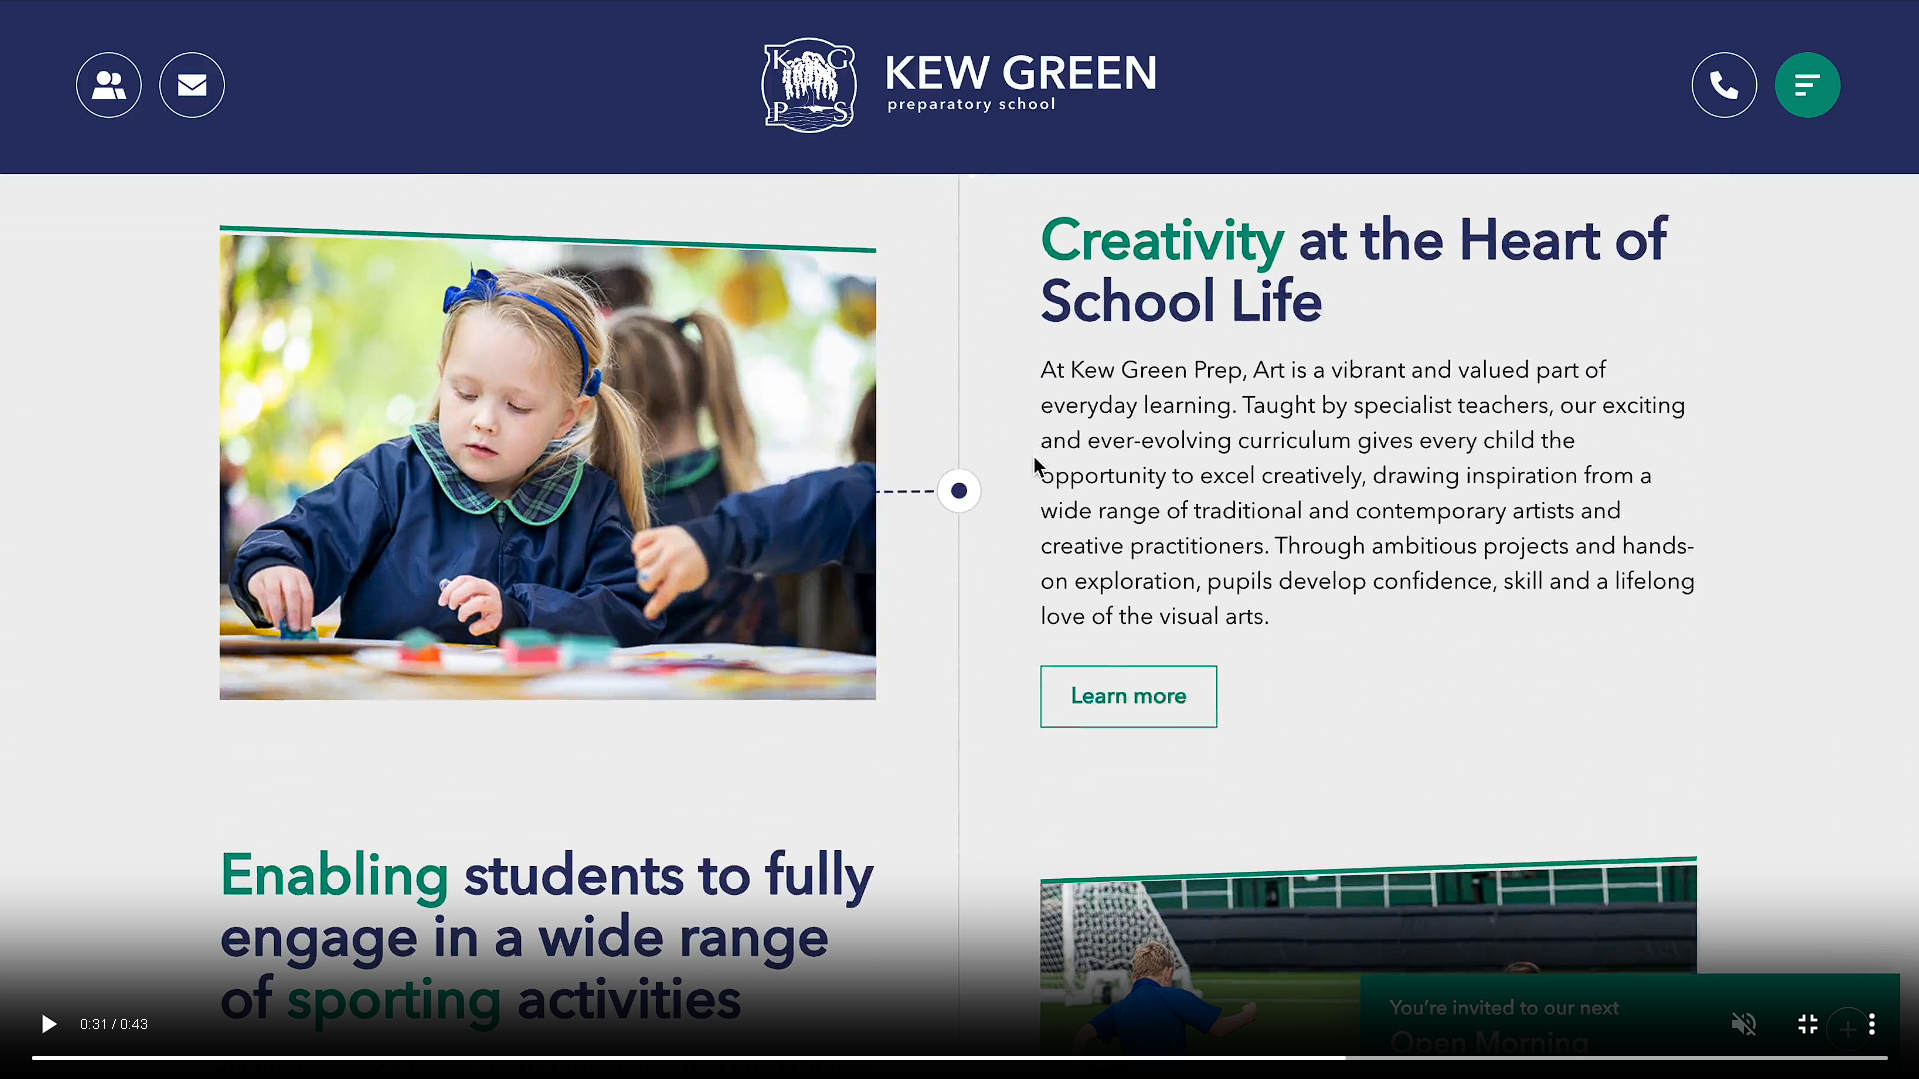 K G
P S
KEW GREEN
preparatory school
Creativity at the Heart of
School Life
At Kew Green Prep, Art is a vibrant and valued part of
everyday learning. Taught by specialist teachers, our exciting
and ever-evolving curriculum gives every child the
opportunity to excel creatively, drawing inspiration from a
wide range of traditional and contemporary artists and
creative practitioners. Through ambitious projects and hands-
on exploration, pupils develop confidence, skill and a lifelong
love of the visual arts.
Learn more
Enabling students to fully
engage in a wide range
of sporting activities
You're invited to our next
Open Morning
0:31 / 0:43